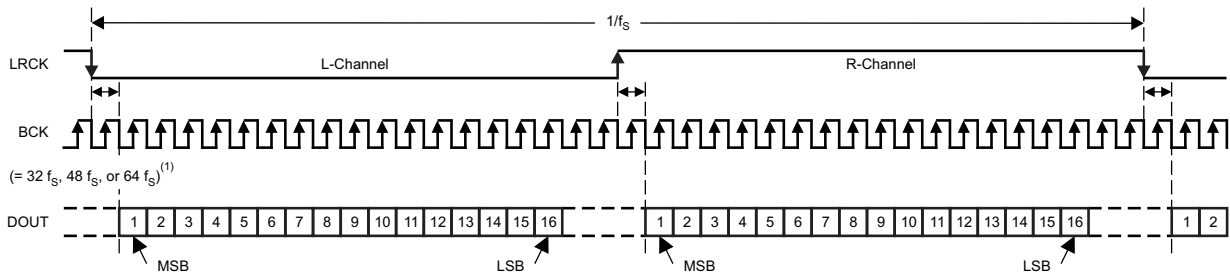 1/fS
LRCK
L-Channel
R-Channel
BCK
(= 32 fS, 48 fS, or 64 fS)(1)
DOUT
1 2 3 4 5 6 7 8 9 10 11 12 13 14 15 16
1 2 3 4 5 6 7 8 9 10 11 12 13 14 15 16
1 2
MSB
LSB
MSB
LSB